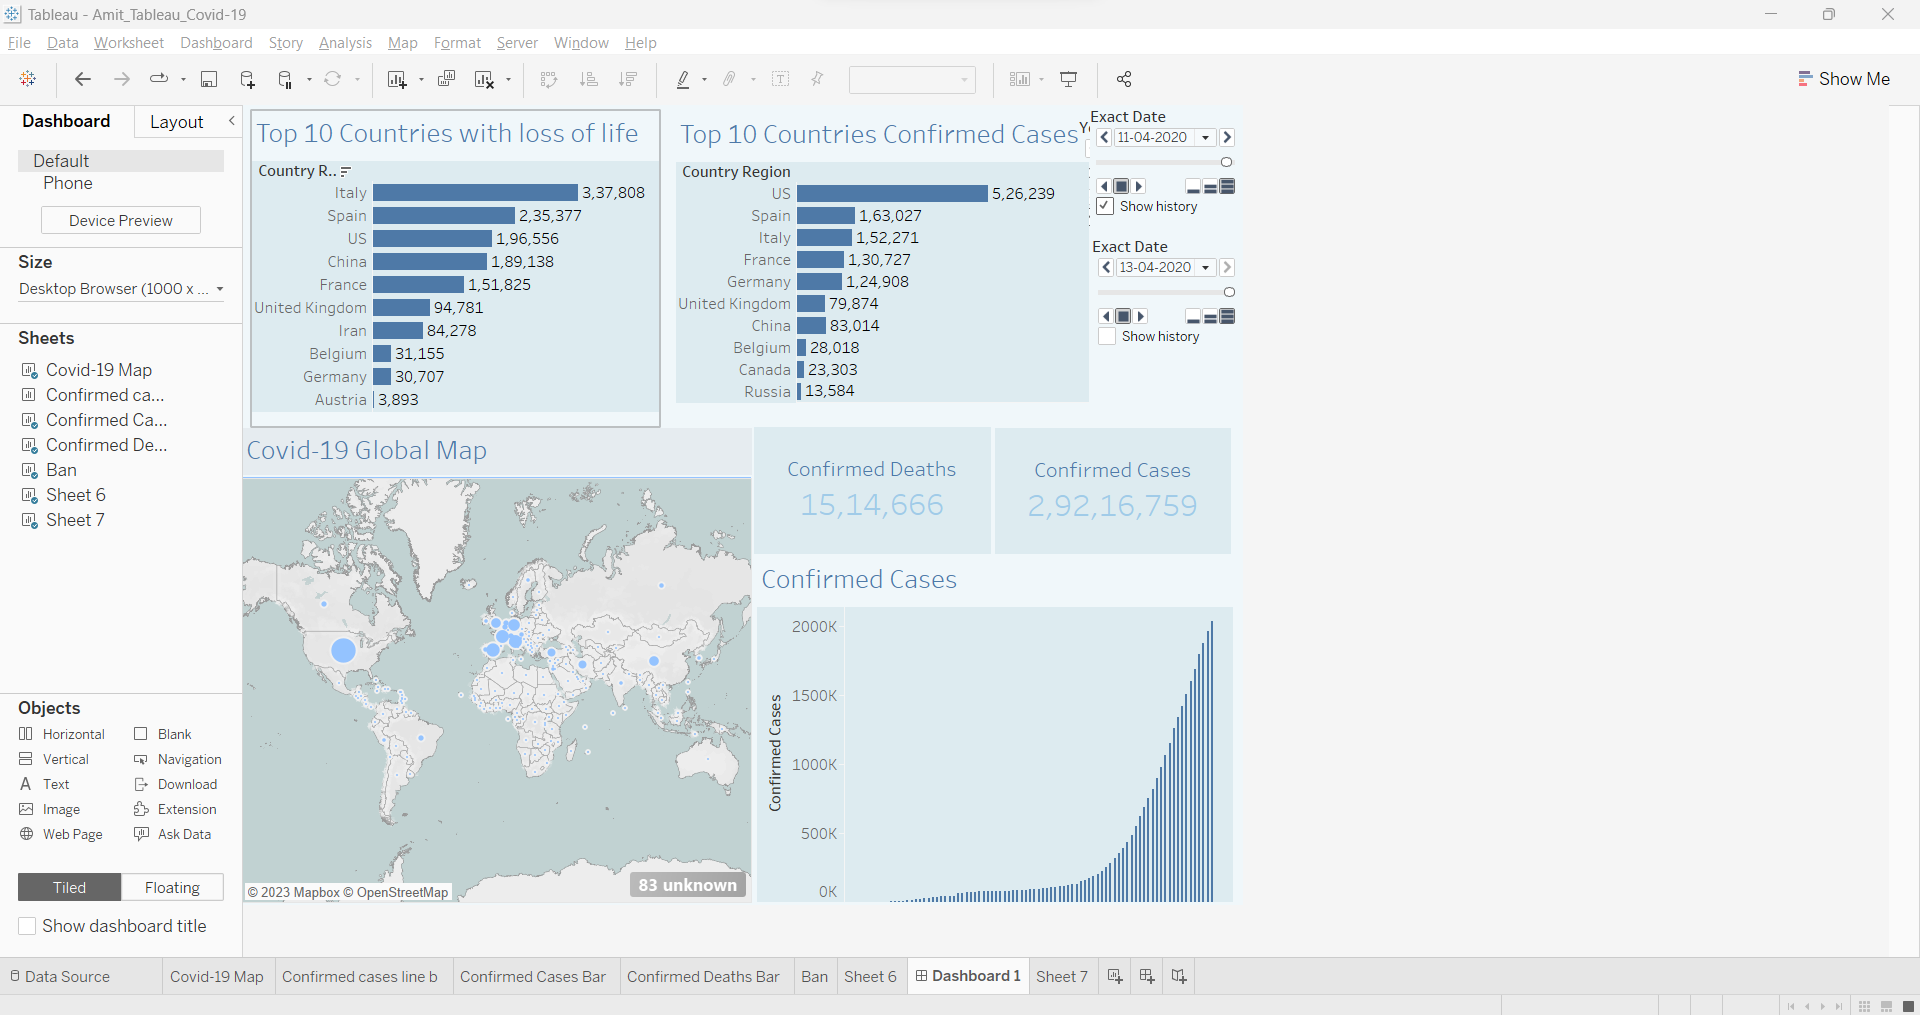 Tableau - Amit_Tableau_Covid-19
File Data Worksheet Dashboard Story Analysis Map Format Server Window Help
Show Me
Dashboard Layout
Default
Phone
Device Preview
Size
Desktop Browser (1000 x ...
Sheets
Covid-19 Map
Confirmed ca...
Confirmed Ca...
Confirmed De...
Ban
Sheet 6
Sheet 7
Objects
Horizontal Blank
Vertical Navigation
Text Download
Image Extension
Web Page Ask Data
Tiled Floating
Show dashboard title
Top 10 Countries with loss of life
Country R..
Italy 3,37,808
Spain 2,35,377
US 1,96,556
China 1,89,138
France 1,51,825
United Kingdom 94,781
Iran 84,278
Belgium 31,155
Germany 30,707
Austria 3,893
Top 10 Countries Confirmed Cases
Country Region
US 5,26,239
Spain 1,63,027
Italy 1,52,271
France 1,30,727
Germany 1,24,908
United Kingdom 79,874
China 83,014
Belgium 28,018
Canada 23,303
Russia 13,584
Exact Date
11-04-2020
Show history
Exact Date
13-04-2020
Show history
Covid-19 Global Map
© 2023 Mapbox © OpenStreetMap
83 unknown
Confirmed Deaths
15,14,666
Confirmed Cases
2,92,16,759
Confirmed Cases
Confirmed Cases
2000K
1500K
1000K
500K
0K
Data Source Covid-19 Map Confirmed cases line b Confirmed Cases Bar Confirmed Deaths Bar Ban Sheet 6 Dashboard 1 Sheet 7